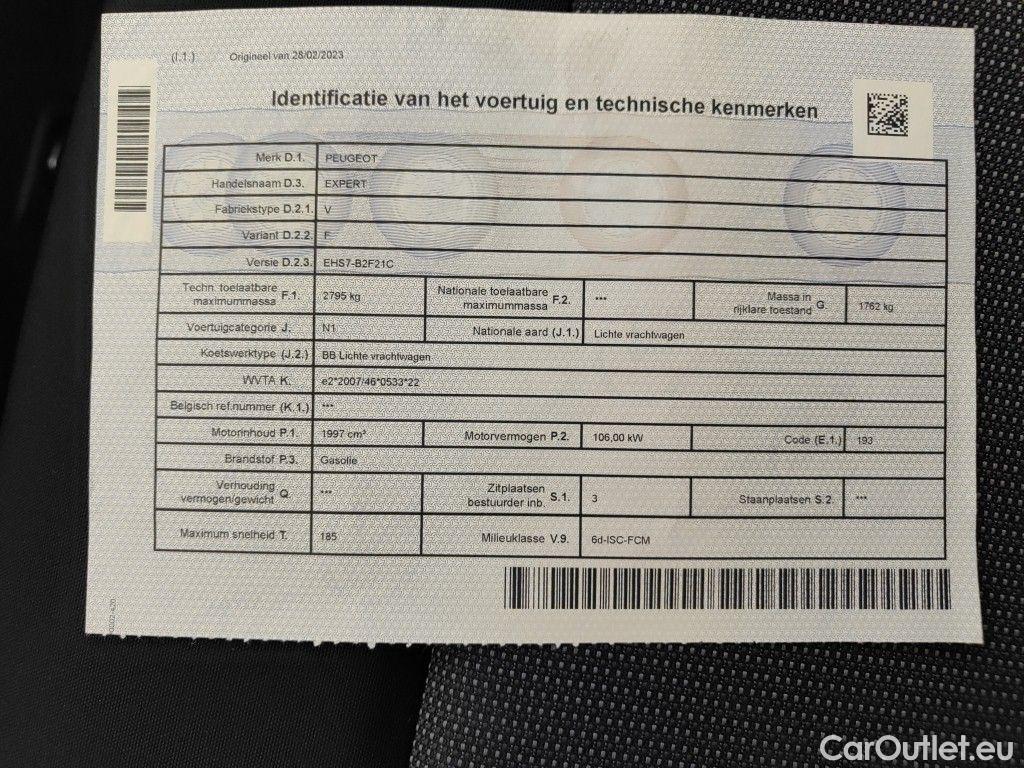 (I.1.) Origineel van 28/02/2023
Identificatie van het voertuig en technische kenmerken
Merk D.1. PEUGEOT
Handelsnaam D.3. EXPERT
Fabriekstype D.2.1. V
Variant D.2.2. F
Versie D.2.3. EHS7-B2F21C
Techn. toelaatbare maximummassa F.1. 2795 kg Nationale toelaatbare maximummassa F.2. *** Massa in rijklare toestand G. 1762 kg
Voertuigcategorie J. N1 Nationale aard (J.1.) Lichte vrachtwagen
Koetswerktype (J.2.) BB Lichte vrachtwagen
WVTA K. e2*2007/46*0533*22
Belgisch ref.nummer (K.1.) ***
Motorinhoud P.1. 1997 cm³ Motorvermogen P.2. 106,00 kW Code (E.1.) 193
Brandstof P.3. Gasolie
Verhouding vermogen/gewicht Q. *** Zitplaatsen bestuurder inb. S.1. 3 Staanplaatsen S.2. ***
Maximum snelheid T. 185 Milieuklasse V.9. 6d-ISC-FCM
CarOutlet.eu